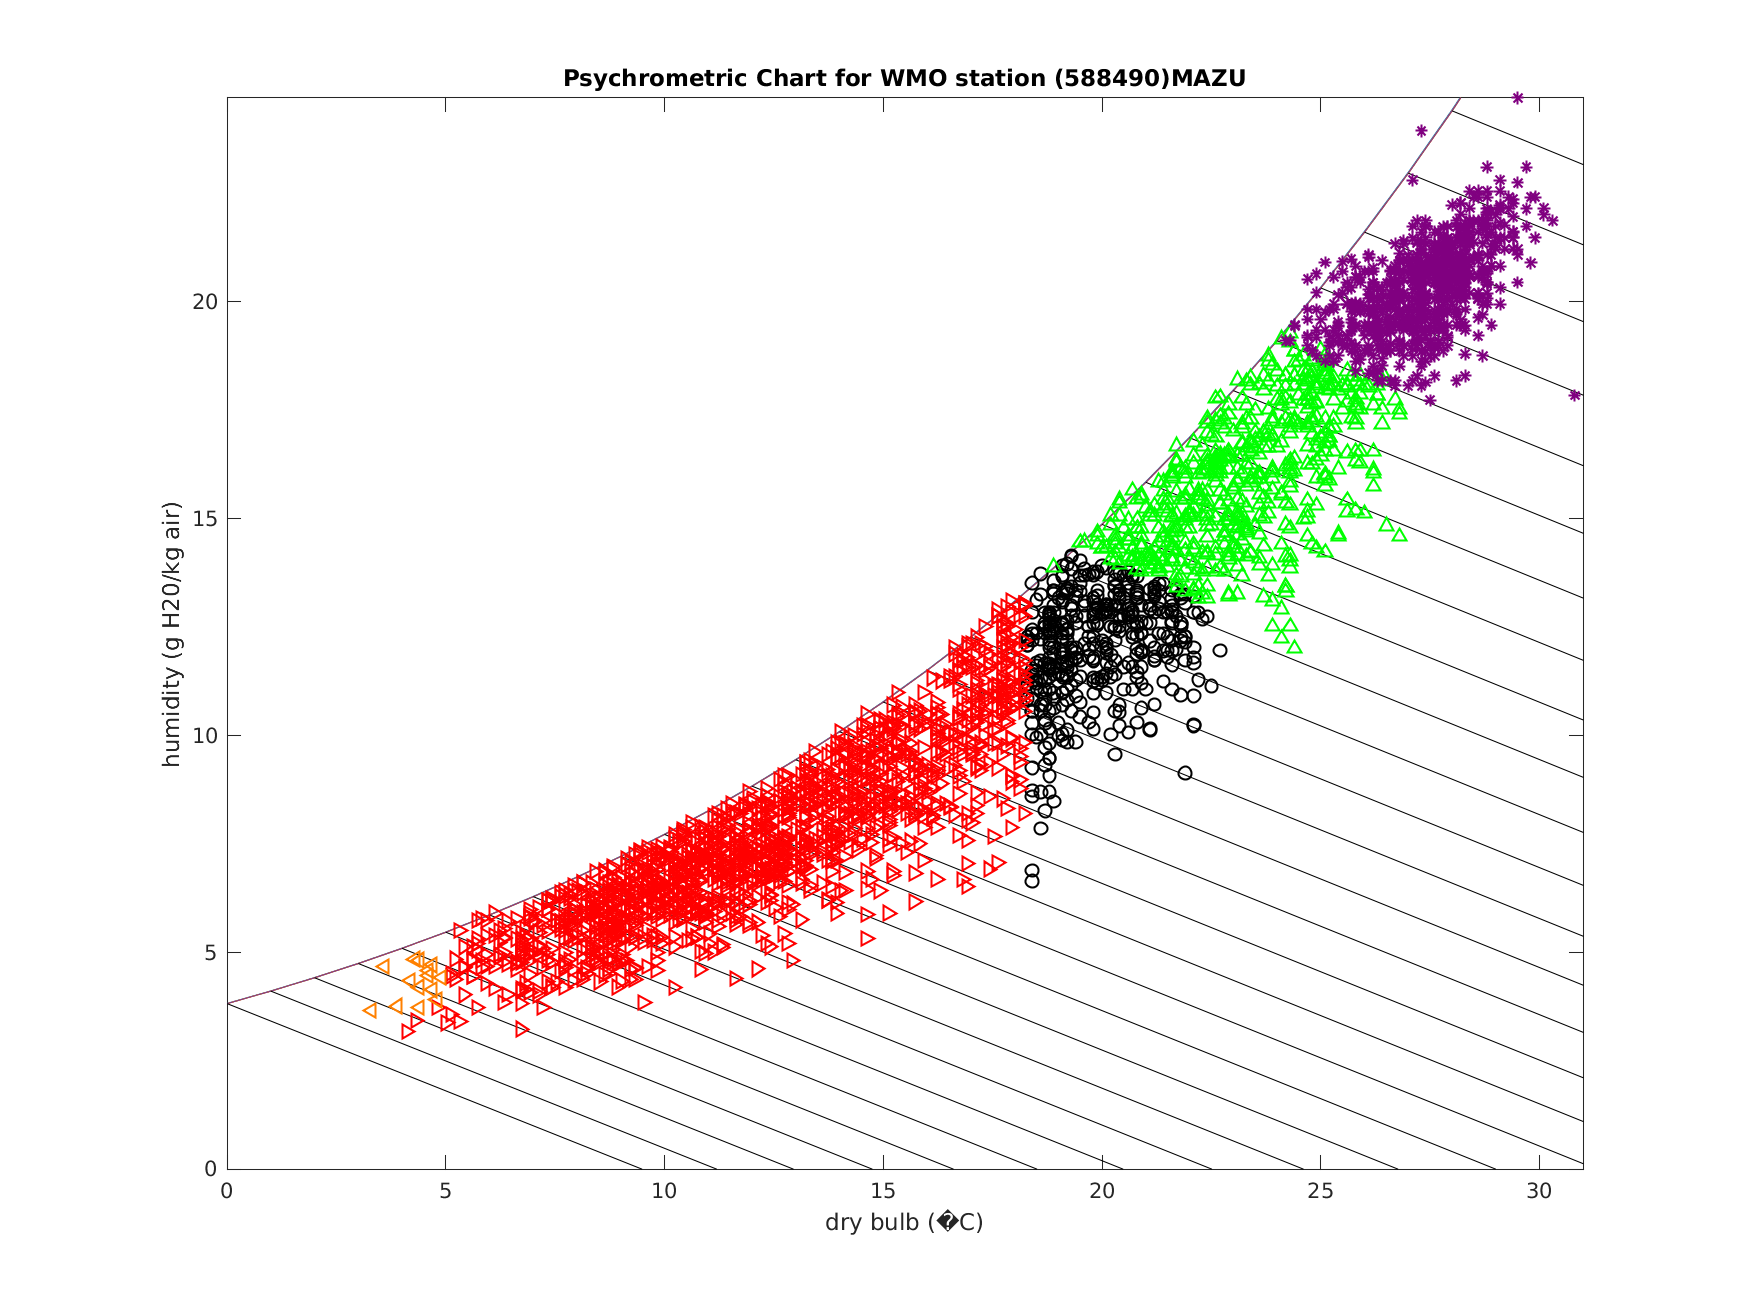 Psychrometric Chart for WMO station (588490)MAZU
humidity (g H20/kg air)
20
15
10
5
0
0 5 10 15 20 25 30
dry bulb (�C)